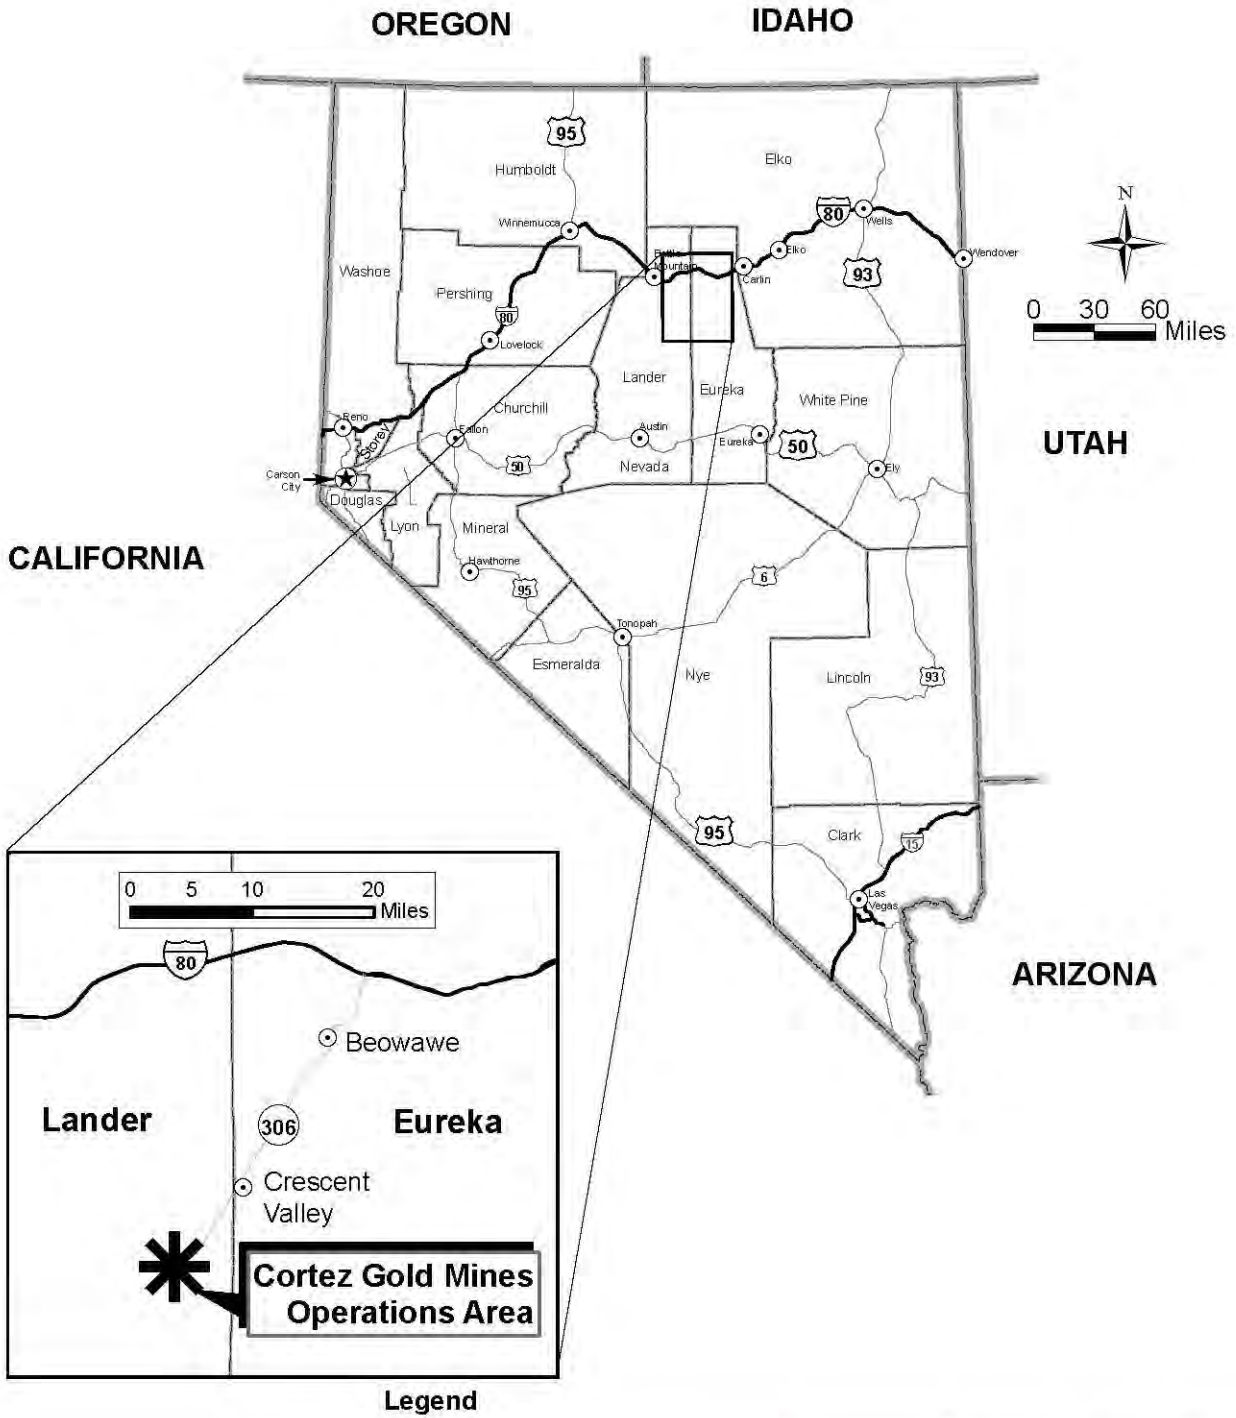 OREGON
IDAHO
95
Humboldt
Elko
80
Winnemucca
Wells
N
Washoe
Battle
Mountain
Elko
Carlin
93
Wendover
Pershing
80
0 30 60
Miles
Lovelock
Lander
Eureka
White Pine
Churchill
Reno
Storey
Fallon
Austin
Eureka
50
UTAH
50
Nevada
Ely
Carson
City
Douglas
Lyon
Mineral
CALIFORNIA
Hawthorne
95
6
Tonopah
Esmeralda
Nye
Lincoln
93
95
Clark
15
Las
Vegas
ARIZONA
0 5 10 20
Miles
80
Beowawe
Lander
306
Eureka
Crescent
Valley
Cortez Gold Mines
Operations Area
Legend